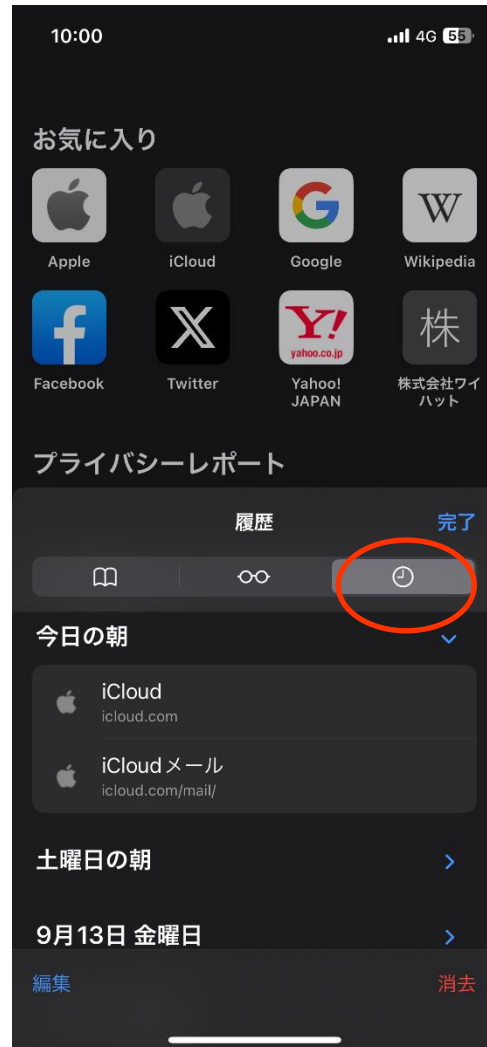 10:00 4G 55
お気に入り
Apple iCloud Google Wikipedia
W
f X Y! 株
yahoo.co.jp
Facebook Twitter Yahoo! JAPAN 株式会社ワイハット
プライバシーレポート
履歴 完了
今日の朝
iCloud
icloud.com
iCloudメール
icloud.com/mail/
土曜日の朝
9月13日 金曜日
編集 消去